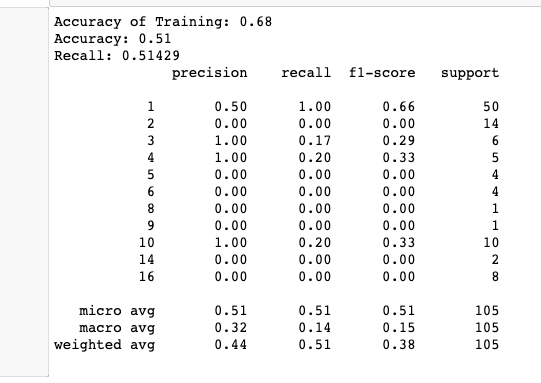 Accuracy of Training: 0.68
Accuracy: 0.51
Recall: 0.51429
precision recall f1-score support
1 0.50 1.00 0.66 50
2 0.00 0.00 0.00 14
3 1.00 0.17 0.29 6
4 1.00 0.20 0.33 5
5 0.00 0.00 0.00 4
6 0.00 0.00 0.00 4
8 0.00 0.00 0.00 1
9 0.00 0.00 0.00 1
10 1.00 0.20 0.33 10
14 0.00 0.00 0.00 2
16 0.00 0.00 0.00 8
micro avg 0.51 0.51 0.51 105
macro avg 0.32 0.14 0.15 105
weighted avg 0.44 0.51 0.38 105